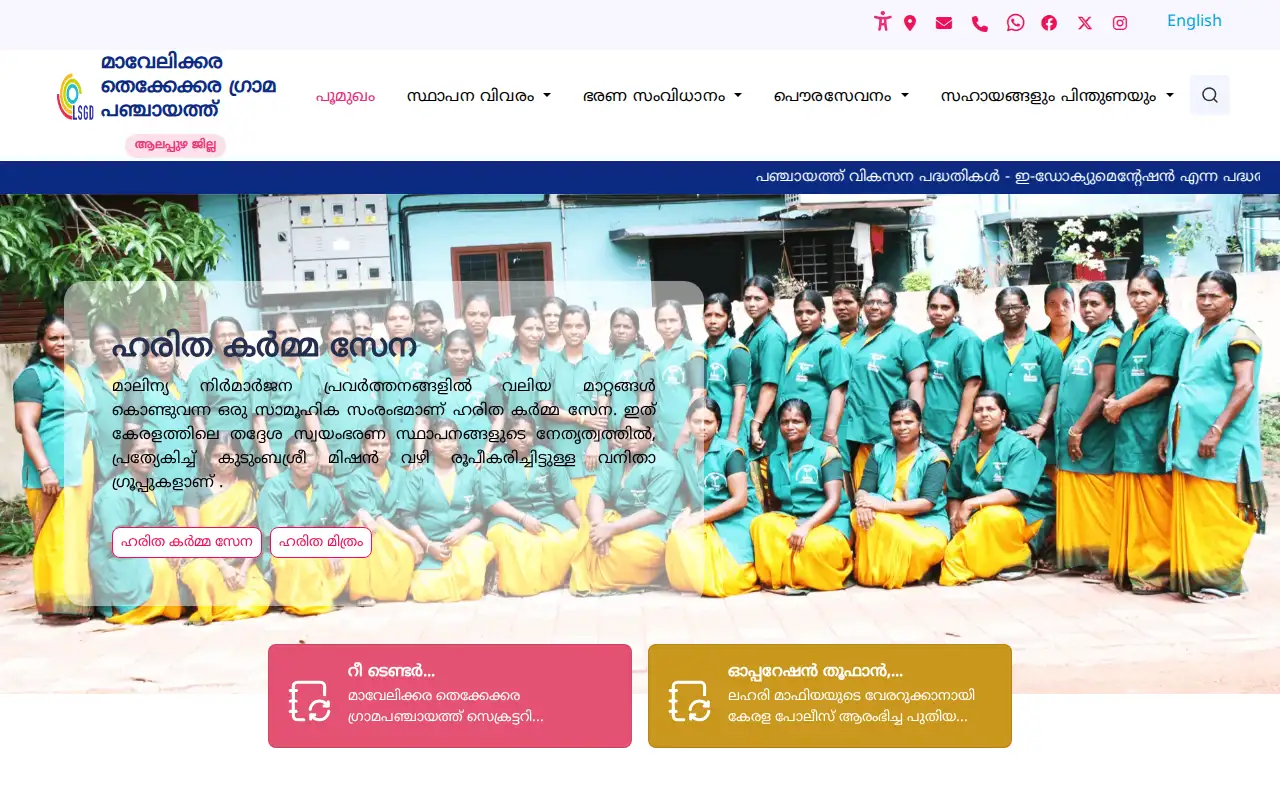 English
മാവേലിക്കര
തെക്കേക്കര ഗ്രാമ
പഞ്ചായത്ത്
LSGD
ആലപ്പുഴ ജില്ല
പൂമുഖം
സ്ഥാപന വിവരം
ഭരണ സംവിധാനം
പൌരസേവനം
സഹായങ്ങളും പിന്തുണയും
പഞ്ചായത്ത് വികസന പദ്ധതികൾ - ഇ-ഡോക്യുമെന്റേഷൻ എന്ന
ഹരിത കർമ്മ സേന
മാലിന്യ നിർമാർജന പ്രവർത്തനങ്ങളിൽ വലിയ മാറ്റങ്ങൾ
കൊണ്ടുവന്ന ഒരു സാമൂഹിക സംരംഭമാണ് ഹരിത കർമ്മ സേന. ഇത്
കേരളത്തിലെ തദ്ദേശ സ്വയംഭരണ സ്ഥാപനങ്ങളുടെ നേതൃത്വത്തിൽ,
പ്രത്യേകിച്ച് കുടുംബശ്രീ മിഷൻ വഴി രൂപീകരിച്ചിട്ടുള്ള വനിതാ
ഗ്രൂപ്പുകളാണ് .
ഹരിത കർമ്മ സേന
ഹരിത മിത്രം
റീ ടെണ്ടർ...
മാവേലിക്കര തെക്കേക്കര
ഗ്രാമപഞ്ചായത്ത് സെക്രട്ടറി...
ഓപ്പറേഷൻ തൂഫാൻ,...
ലഹരി മാഫിയയുടെ വേരറുക്കാനായി
കേരള പോലീസ് ആരംഭിച്ച പുതിയ...